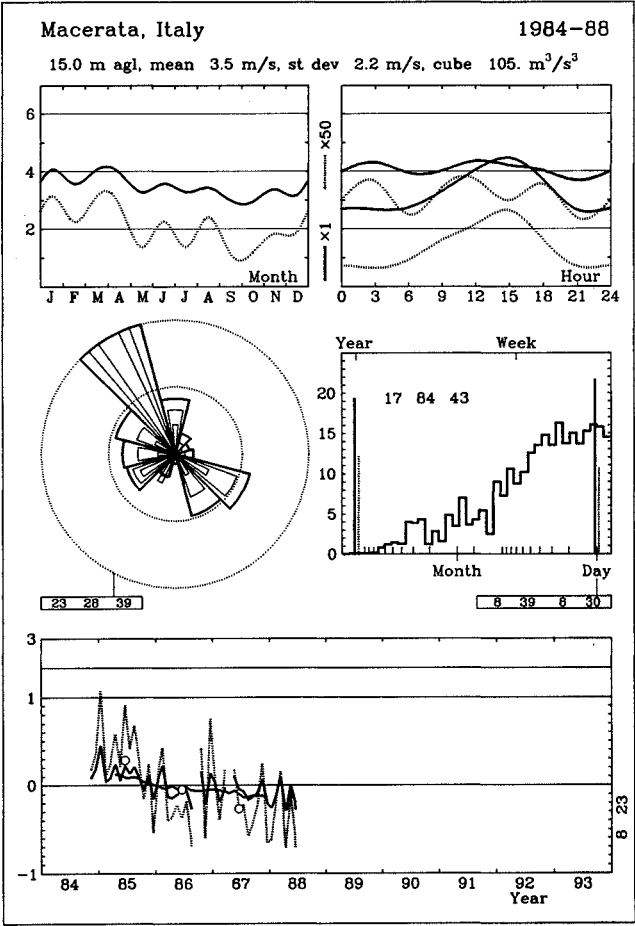 Macerata, Italy 1984-88
15.0 m agl, mean 3.5 m/s, st dev 2.2 m/s, cube 105. m³/s³
6
4
2
J F M A M J J A S O N D
Month
×1 ×50
0 3 6 9 12 15 18 21 24
Hour
23 28 39
Year Week
17 84 43
20
15
10
5
0
Month Day
8 39 8 30
3
1
0
-1
84 85 86 87 88 89 90 91 92 93
Year
8 23